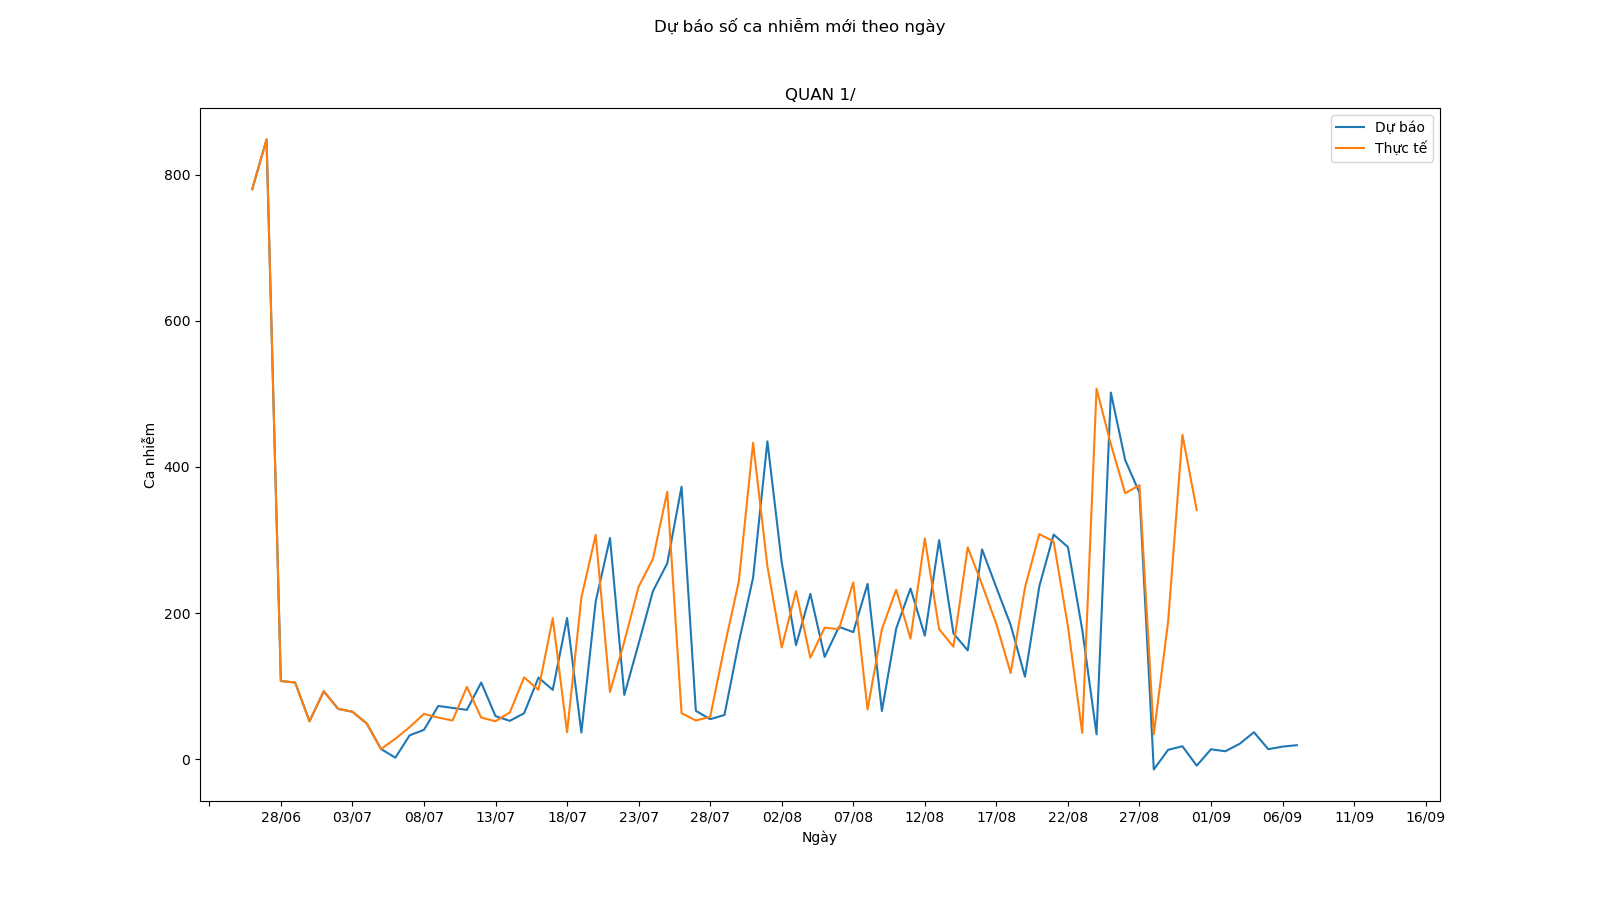 Dự báo số ca nhiễm mới theo ngày
QUAN 1/
Dự báo
Thực tế
800
600
400
200
0
Ca nhiễm
28/06 03/07 08/07 13/07 18/07 23/07 28/07 02/08 07/08 12/08 17/08 22/08 27/08 01/09 06/09 11/09 16/09
Ngày